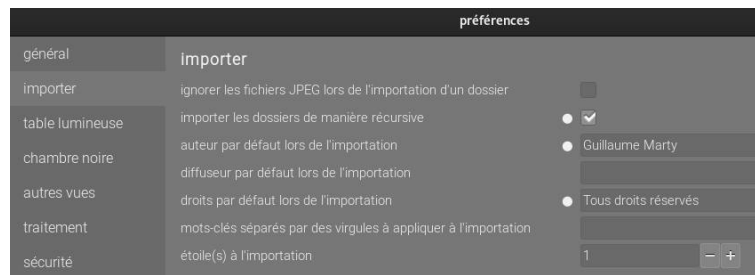 préférences
général
importer
table lumineuse
chambre noire
autres vues
traitement
sécurité
importer
ignorer les fichiers JPEG lors de l'importation d'un dossier
importer les dossiers de manière récursive
auteur par défaut lors de l'importation Guillaume Marty
diffuseur par défaut lors de l'importation
droits par défaut lors de l'importation Tous droits réservés
mots-clés séparés par des virgules à appliquer à l'importation
étoile(s) à l'importation 1 − +